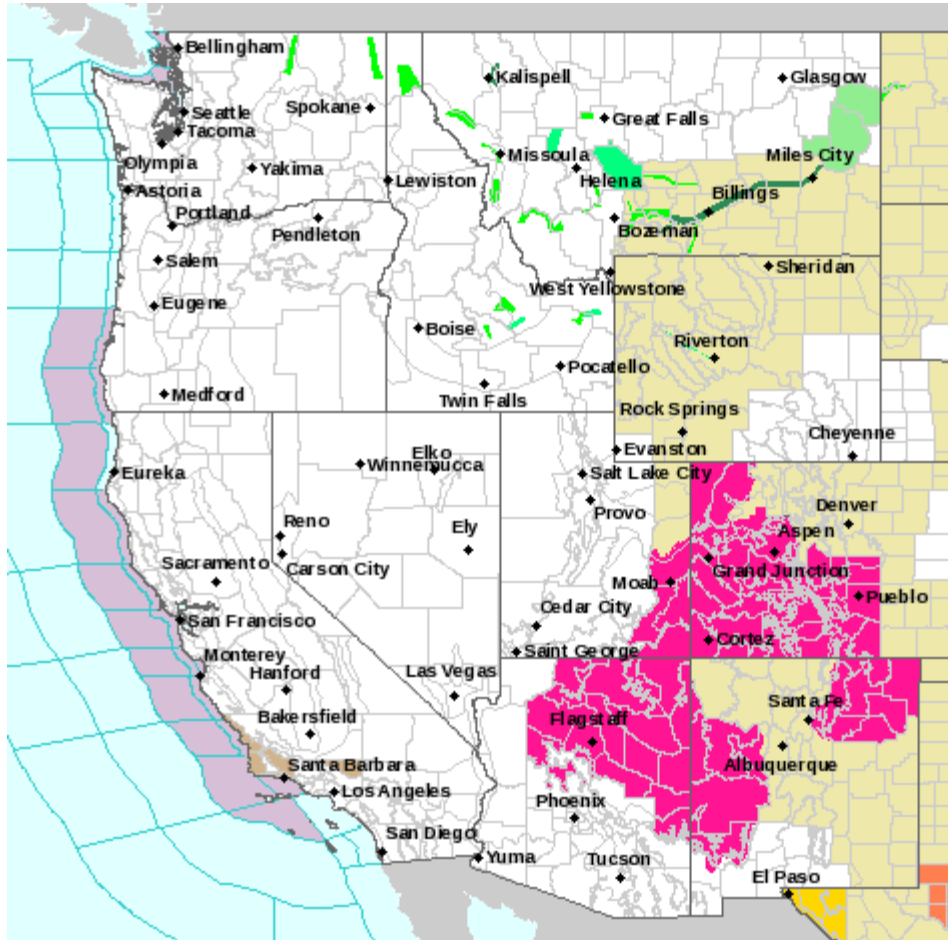 Bellingham
Kalispell
Glasgow
Seattle
Spokane
Great Falls
Tacoma
Olympia
Missoula
Miles City
Yakima
Helena
Astoria
Lewiston
Billings
Portland
Pendleton
Bozeman
Salem
Sheridan
West Yellowstone
Eugene
Boise
Riverton
Pocatello
Medford
Twin Falls
Rock Springs
Cheyenne
Elko
Evanston
Eureka
Winnemucca
Salt Lake City
Provo
Denver
Reno
Ely
Aspen
Sacramento
Carson City
Moab
Grand Junction
Pueblo
Cedar City
San Francisco
Cortez
Saint George
Monterey
Hanford
Las Vegas
Bakersfield
Flagstaff
Santa Fe
Albuquerque
Santa Barbara
Los Angeles
Phoenix
San Diego
Yuma
Tucson
El Paso